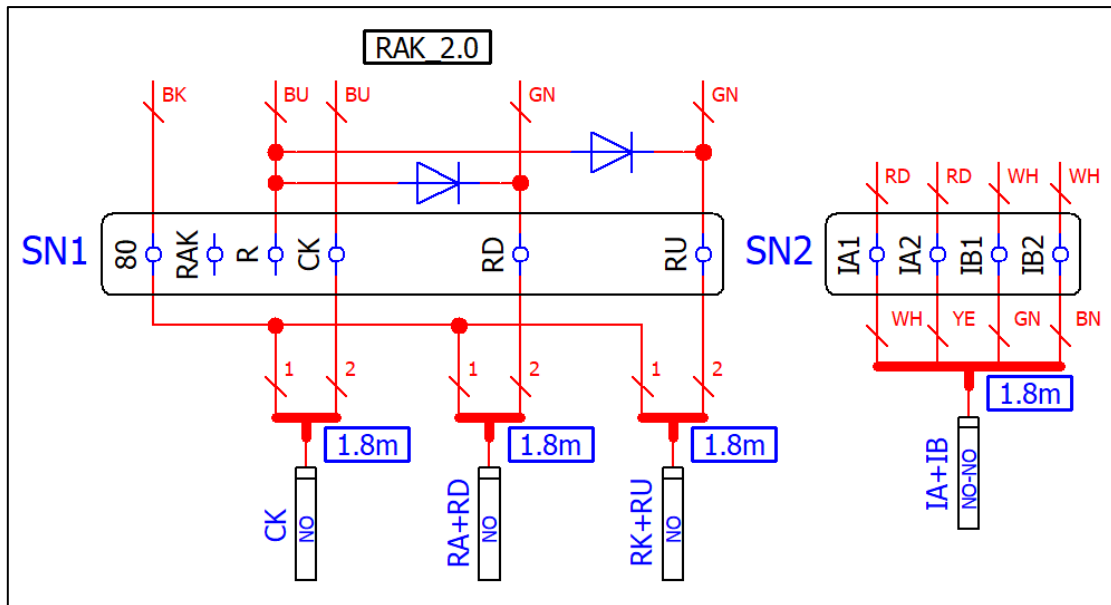 RAK_2.0
BK BU BU GN GN
RD RD WH WH
SN1 80 RAK R CK RD RU
SN2 IA1 IA2 IB1 IB2
WH YE GN BN
1 2 1 2 1 2
1.8m
1.8m 1.8m 1.8m
CK NO
RA+RD NO
RK+RU NO
IA+IB NO-NO